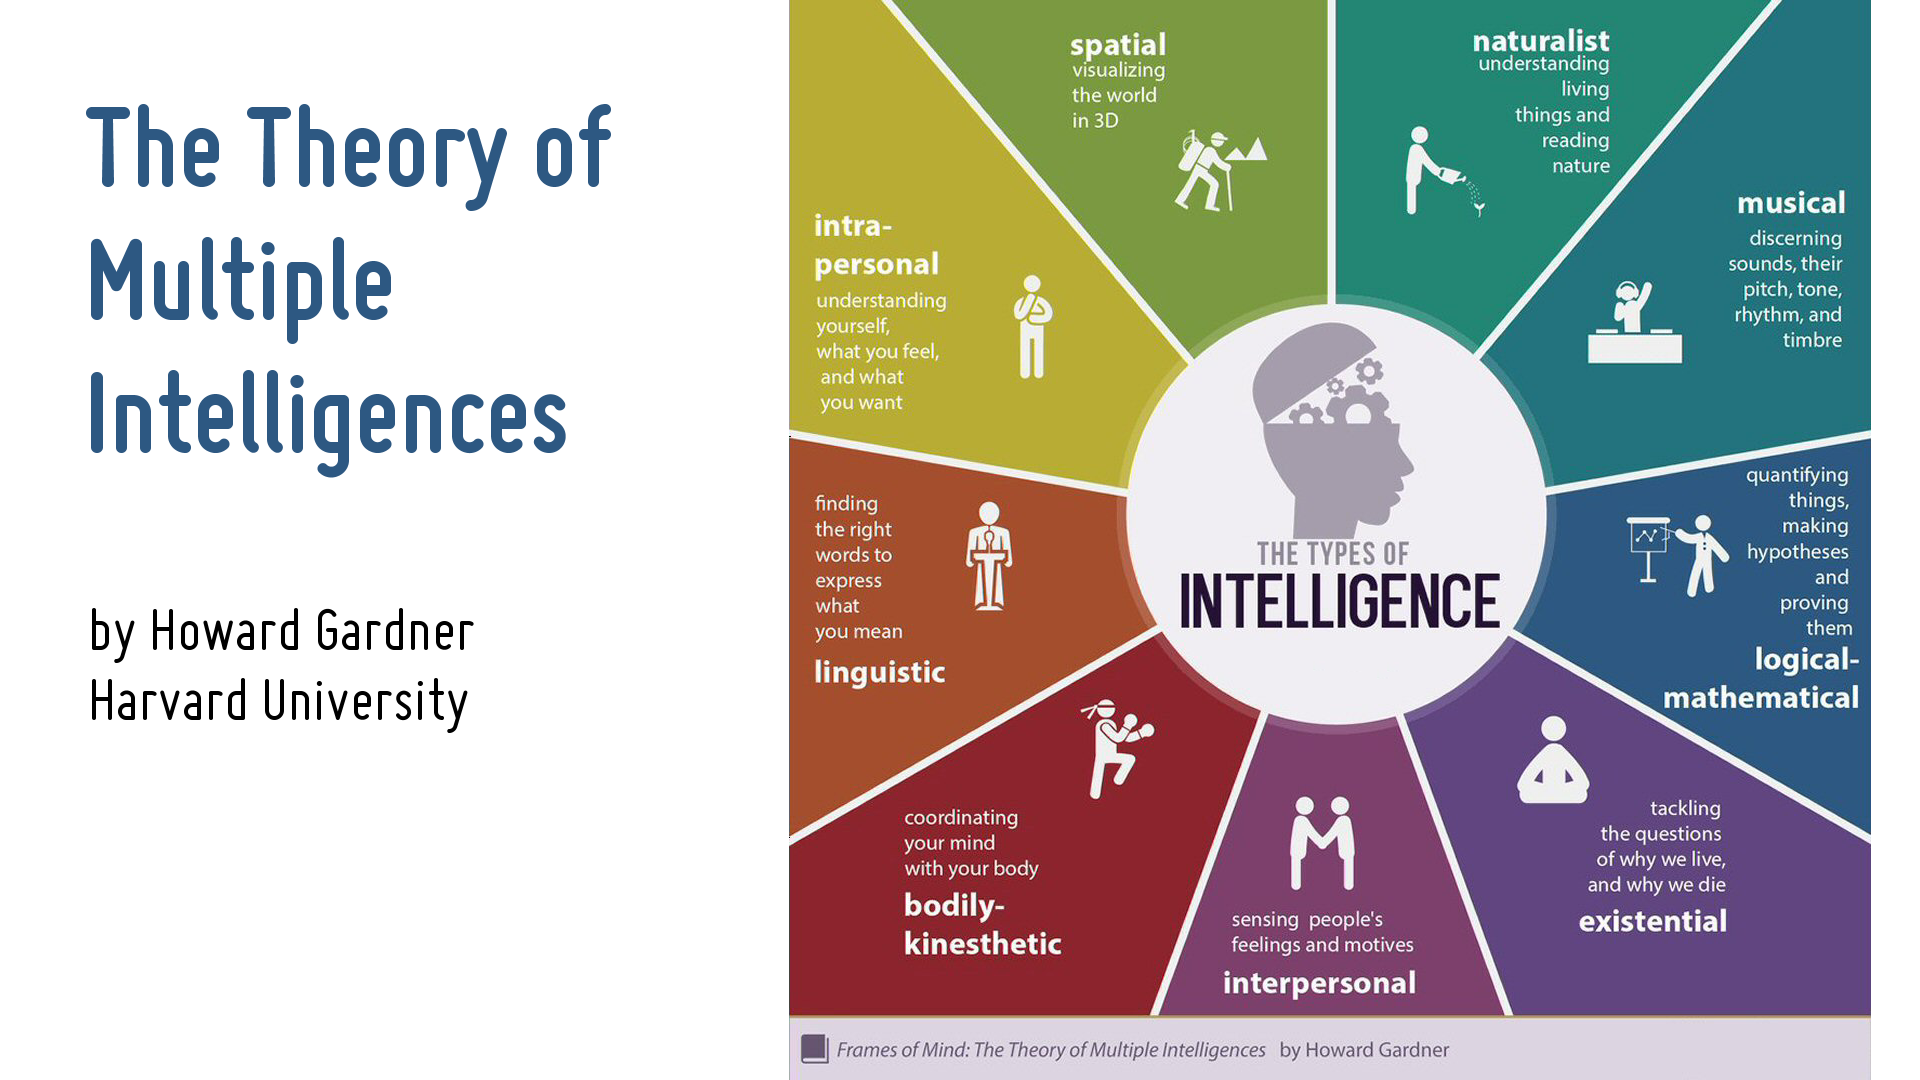 The Theory of
Multiple
Intelligences
by Howard Gardner
Harvard University
spatial
visualizing
the world
in 3D
naturalist
understanding
living
things and
reading
nature
musical
discerning
sounds, their
pitch, tone,
rhythm, and
timbre
quantifying
things,
making
hypotheses
and
proving
them
logical-
mathematical
tackling
the questions
of why we live,
and why we die
existential
sensing people's
feelings and motives
interpersonal
coordinating
your mind
with your body
bodily-
kinesthetic
finding
the right
words to
express
what
you mean
linguistic
intra-
personal
understanding
yourself,
what you feel,
and what
you want
THE TYPES OF
INTELLIGENCE
Frames of Mind: The Theory of Multiple Intelligences by Howard Gardner